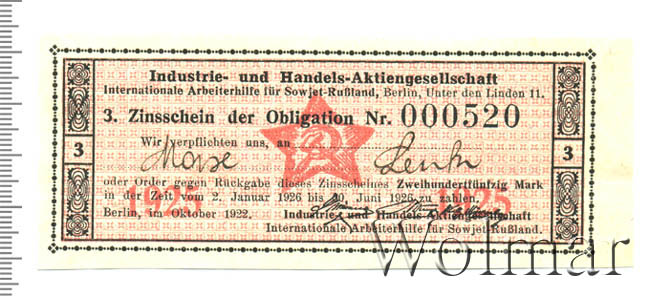 Industrie- und Handels-Aktiengesellschaft
Internationale Arbeiterhilfe für Sowjet-Rußland, Berlin, Unter den Linden 11.
3. Zinsschein der Obligation Nr. 000520
Wir verpflichten uns, an
3
3
oder Order gegen Rückgabe dieses Zinsscheines Zweihundertfünfzig Mark
in der Zeit vom 2. Januar 1926 bis 30. Juni 1926 zu zahlen.
1925
1925
Berlin, im Oktober 1922.
Industrie- und Handels-Aktiengesellschaft
Internationale Arbeiterhilfe für Sowjet-Rußland.
Wolmar